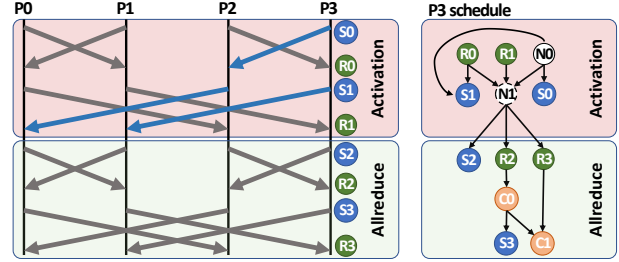 P0 P1 P2 P3
S0
R0
S1
R1
Activation
S2
R2
S3
R3
Allreduce
P3 schedule
R0 R1 N0
S1 N1 S0
Activation
S2 R2 R3
C0
S3 C1
Allreduce